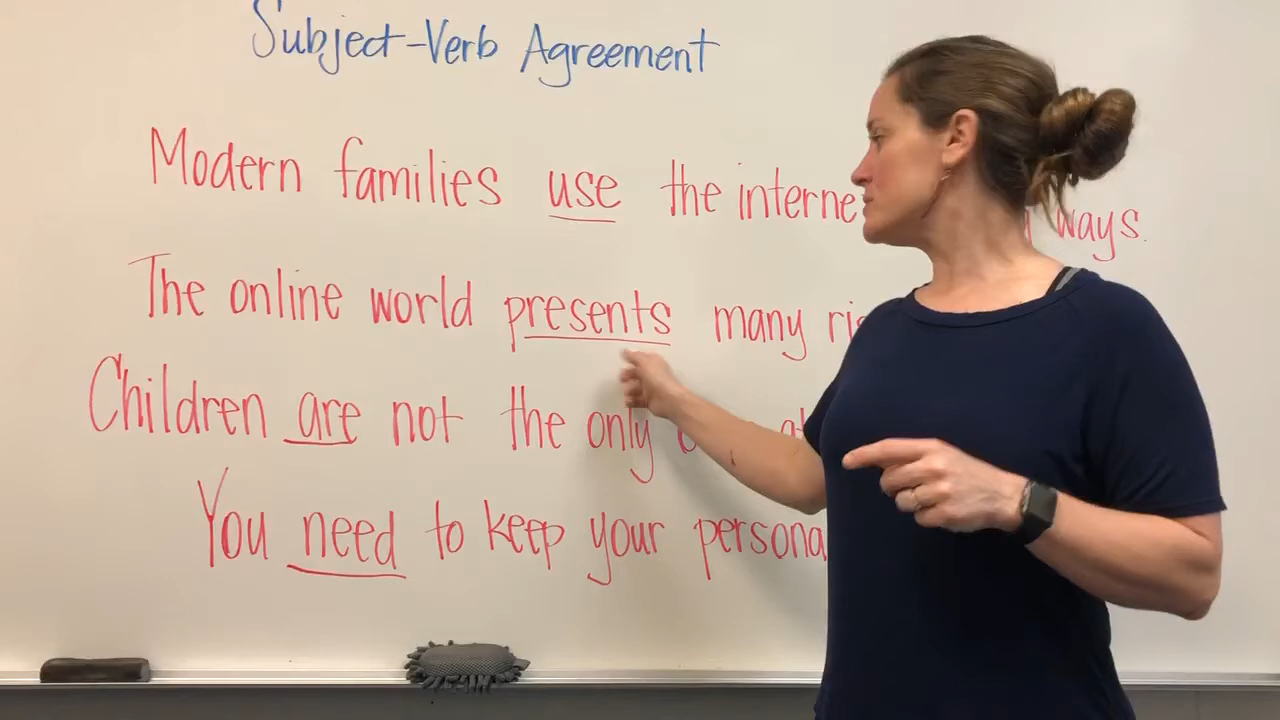 Subject-Verb Agreement
Modern families use the interne ways.
The online world presents many
Children are not the only
You need to keep your persona